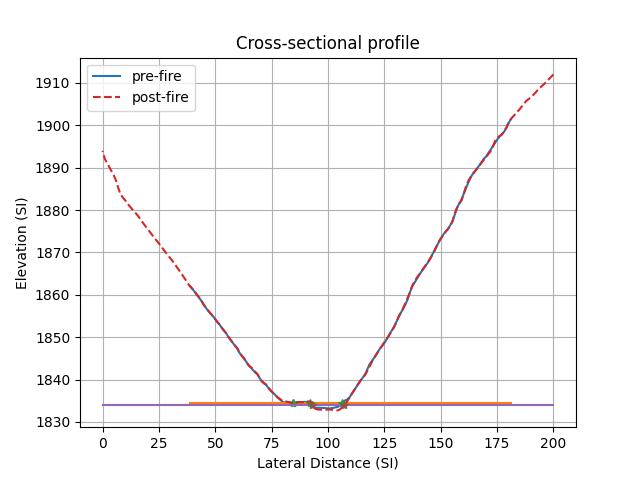 Cross-sectional profile
pre-fire
post-fire
1910
1900
1890
1880
1870
1860
1850
1840
1830
Elevation (SI)
0 25 50 75 100 125 150 175 200
Lateral Distance (SI)